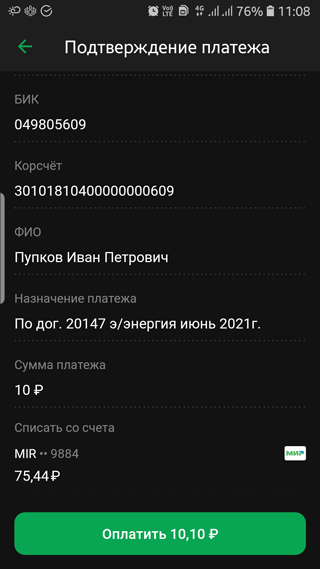 Vo)) LTE 4G 76% 11:08
Подтверждение платежа
БИК
049805609
Корсчёт
30101810400000000609
ФИО
Пупков Иван Петрович
Назначение платежа
По дог. 20147 э/энергия июнь 2021г.
Сумма платежа
10 ₽
Списать со счета
MIR •• 9884
МИР
75,44 ₽
Оплатить 10,10 ₽